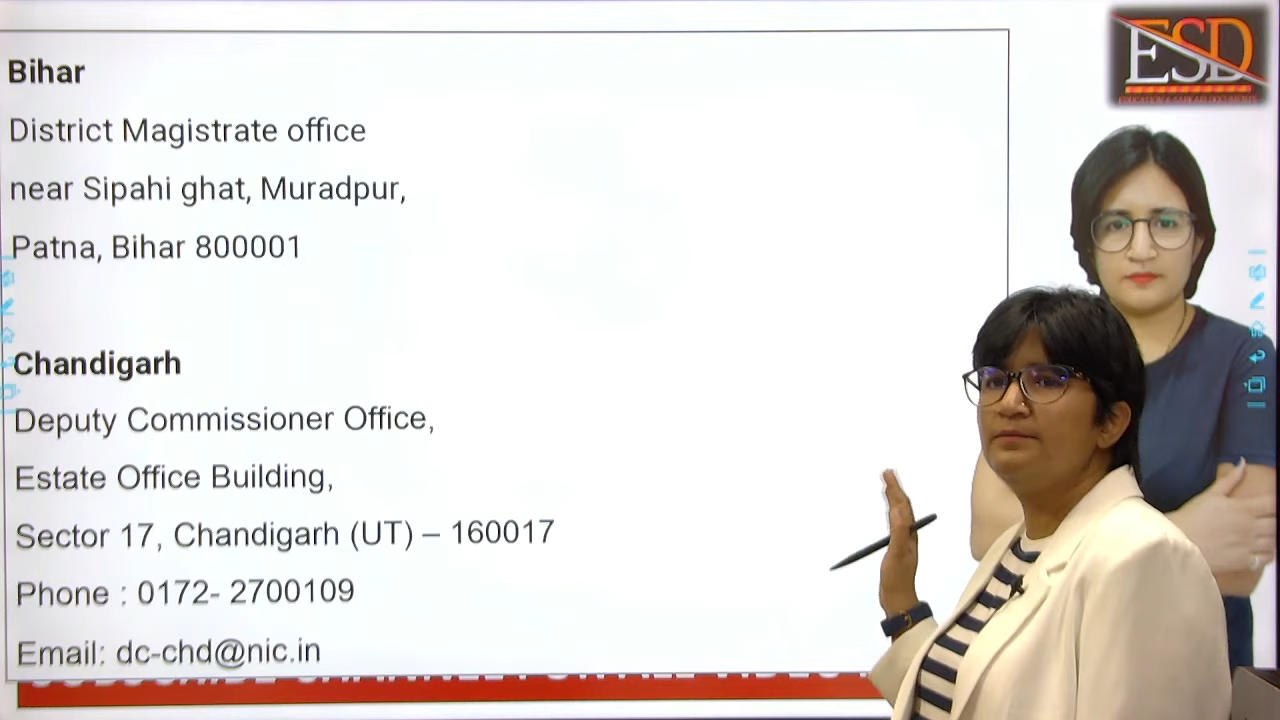 Bihar
District Magistrate office
near Sipahi ghat, Muradpur,
Patna, Bihar 800001
Chandigarh
Deputy Commissioner Office,
Estate Office Building,
Sector 17, Chandigarh (UT) – 160017
Phone : 0172- 2700109
Email: dc-chd@nic.in
ESD